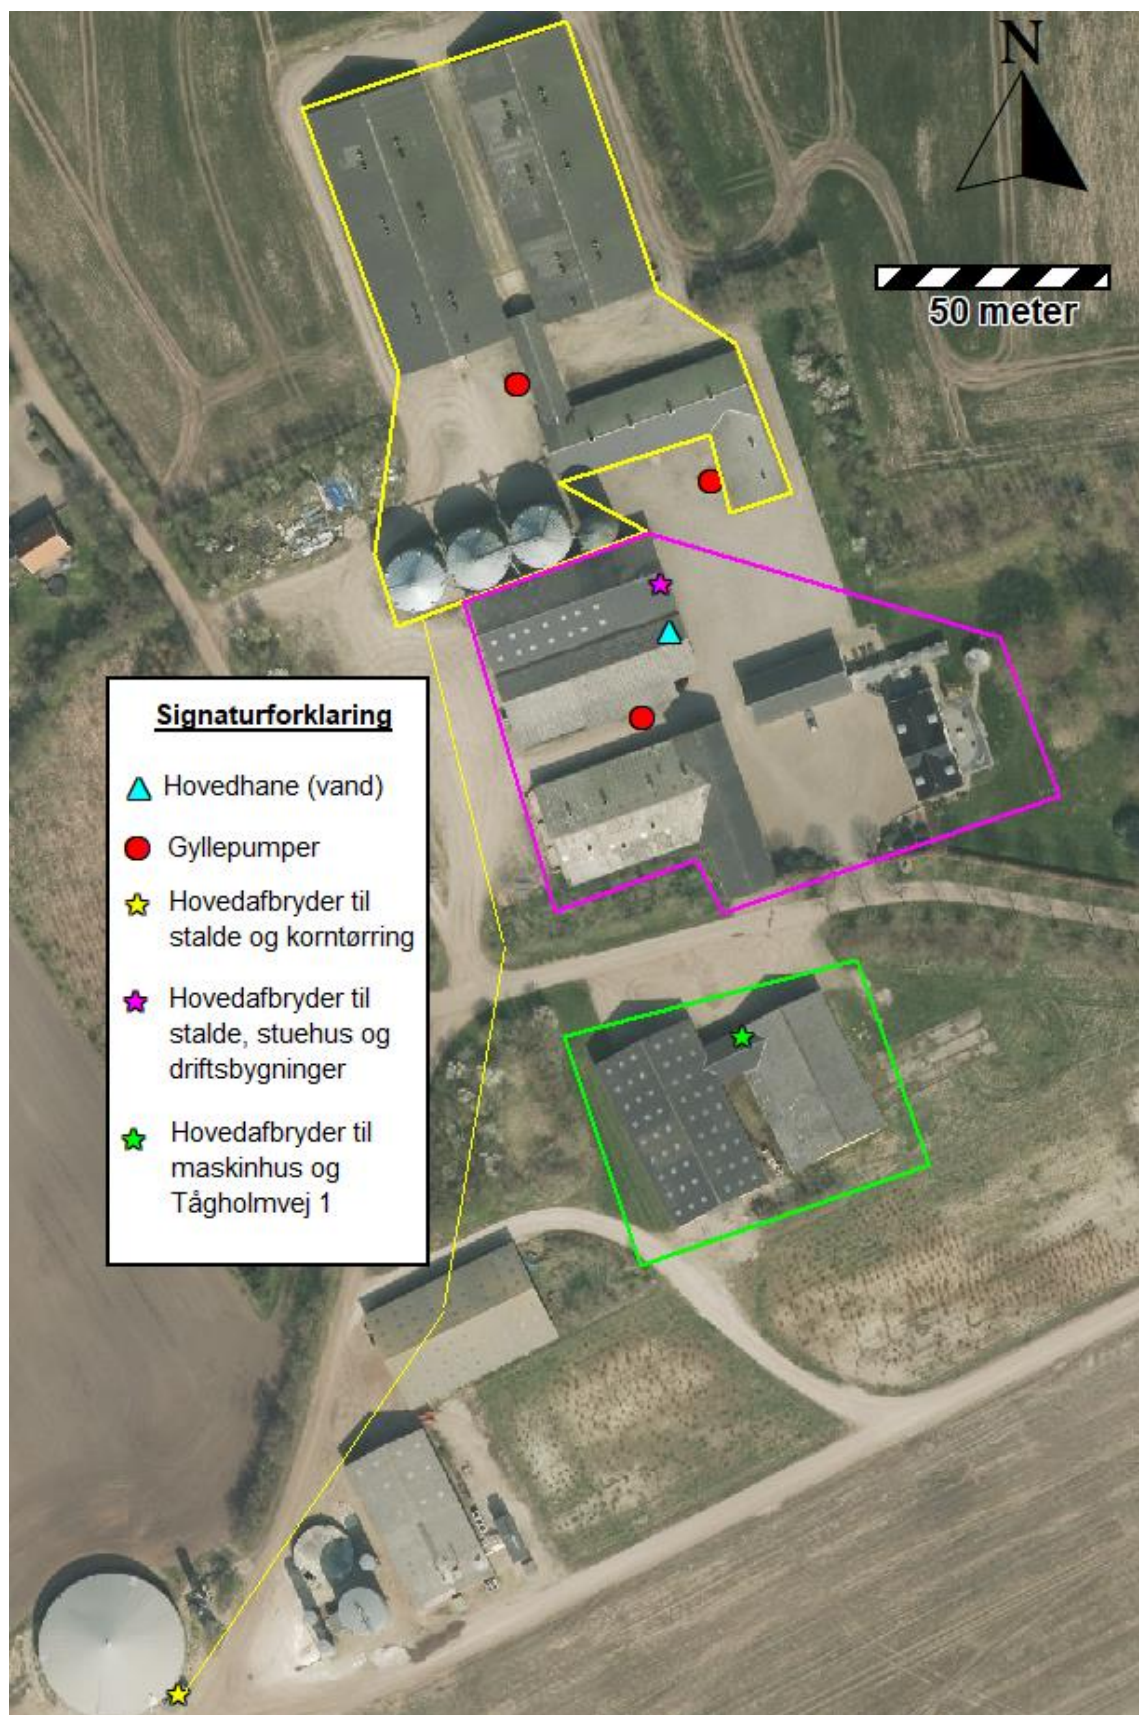 N
50 meter
Signaturforklaring
Hovedhane (vand)
Gyllepumper
Hovedafbryder til
stalde og korntørring
Hovedafbryder til
stalde, stuehus og
driftsbygninger
Hovedafbryder til
maskinhus og
Tågholmvej 1